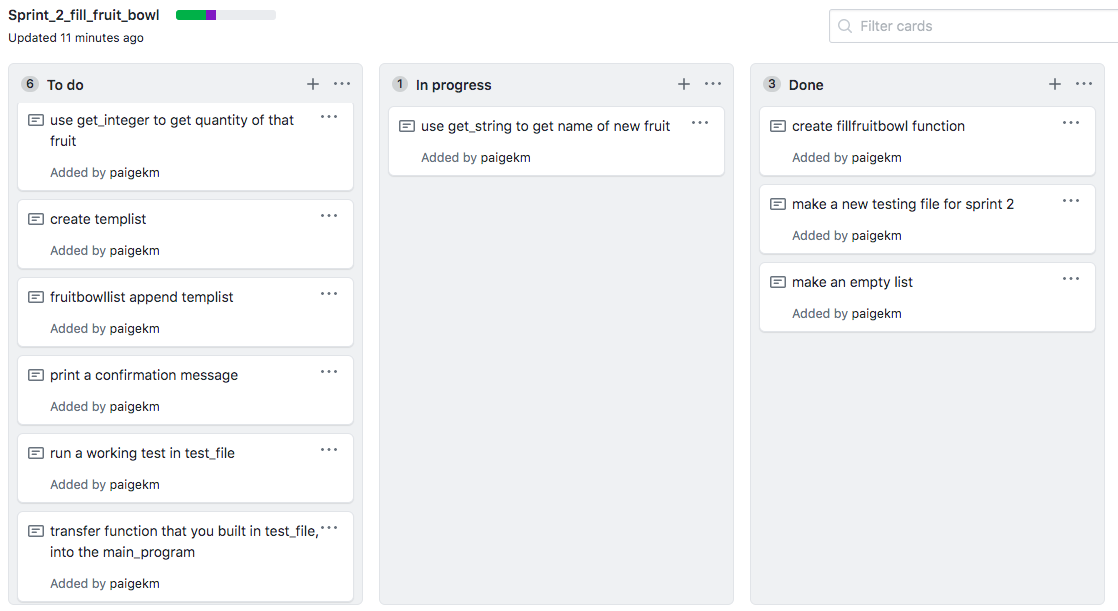 Sprint_2_fill_fruit_bowl
Updated 11 minutes ago
Filter cards
6 To do
use get_integer to get quantity of that
fruit
Added by paigekm
create templist
Added by paigekm
fruitbowllist append templist
Added by paigekm
print a confirmation message
Added by paigekm
run a working test in test_file
Added by paigekm
transfer function that you built in test_file,
into the main_program
Added by paigekm
1 In progress
use get_string to get name of new fruit
Added by paigekm
3 Done
create fillfruitbowl function
Added by paigekm
make a new testing file for sprint 2
Added by paigekm
make an empty list
Added by paigekm